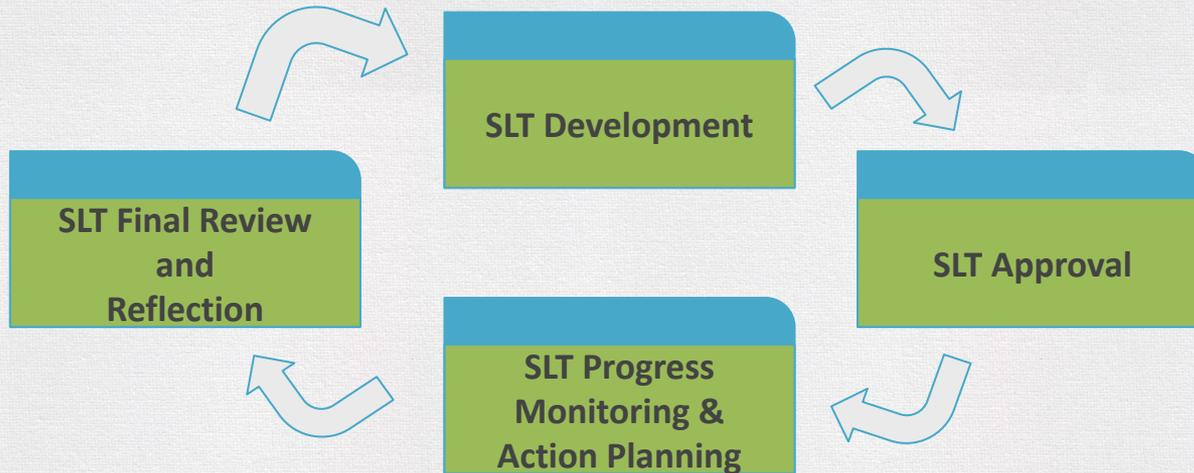 SLT Development
SLT Approval
SLT Progress
Monitoring &
Action Planning
SLT Final Review
and
Reflection